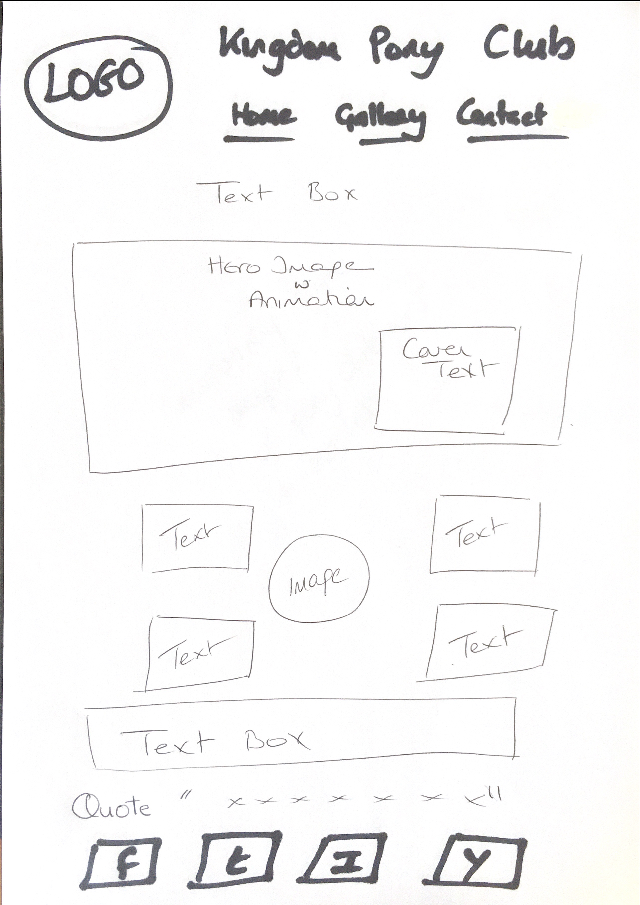 LOGO
Kingdom Pony Club
Home Gallery Contact
Text Box
Hero Image
w
Animation
Cover
Text
Text
Text
Image
Text
Text
Text Box
Quote " x x x x x x x "
f t I Y